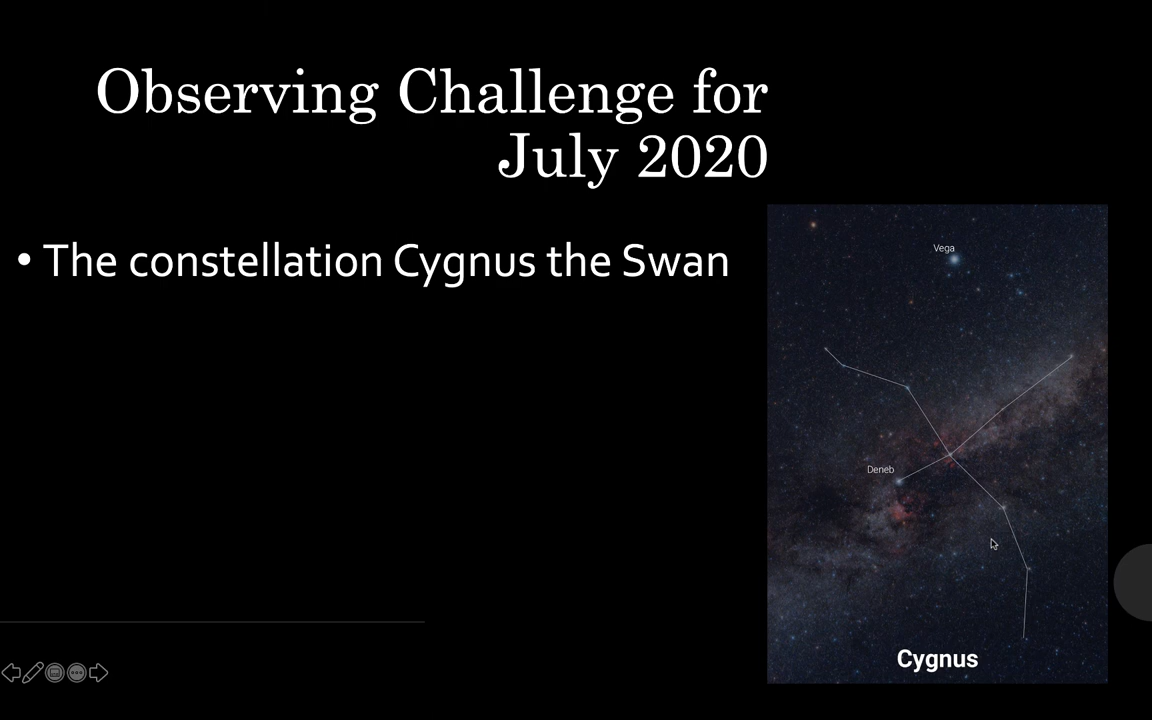 Observing Challenge for
July 2020
• The constellation Cygnus the Swan
Vega
Deneb
Cygnus